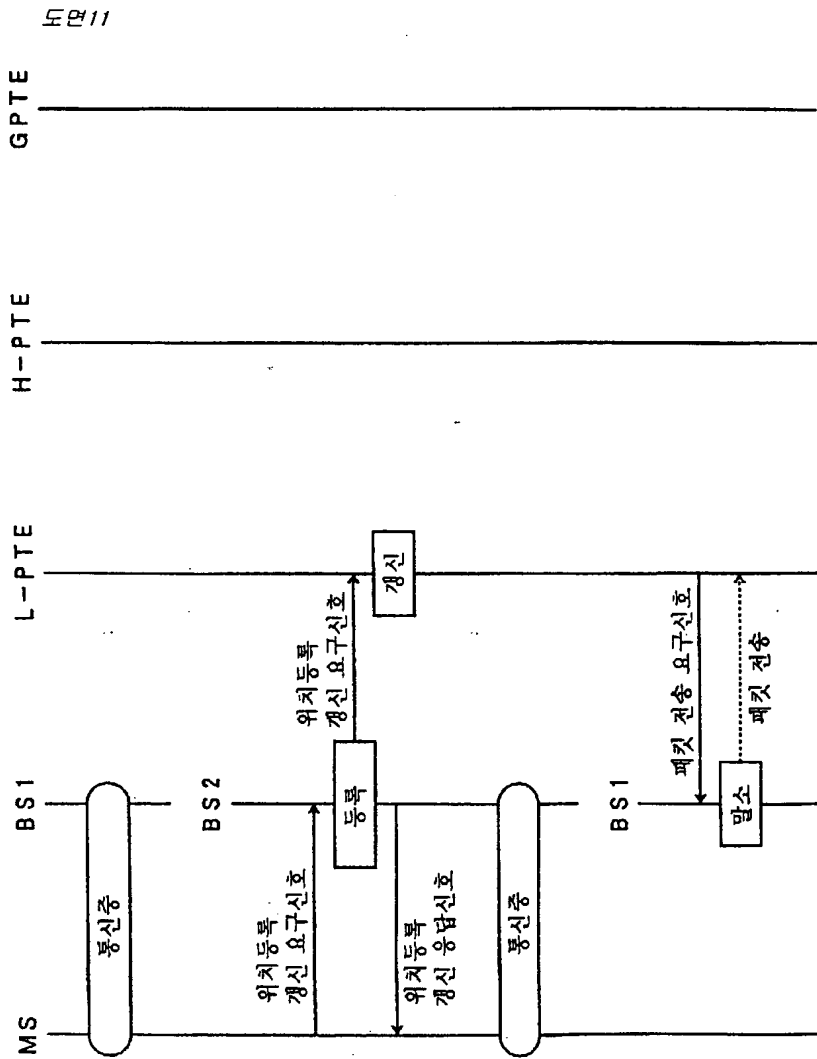 도면11
MS
BS1
L-PTE
H-PTE
GPTE
통신중
BS2
위치등록
갱신 요구신호
등록
위치등록
갱신 요구신호
갱신
위치등록
갱신 응답신호
통신중
BS1
패킷 전송 요구신호
말소
패킷 전송